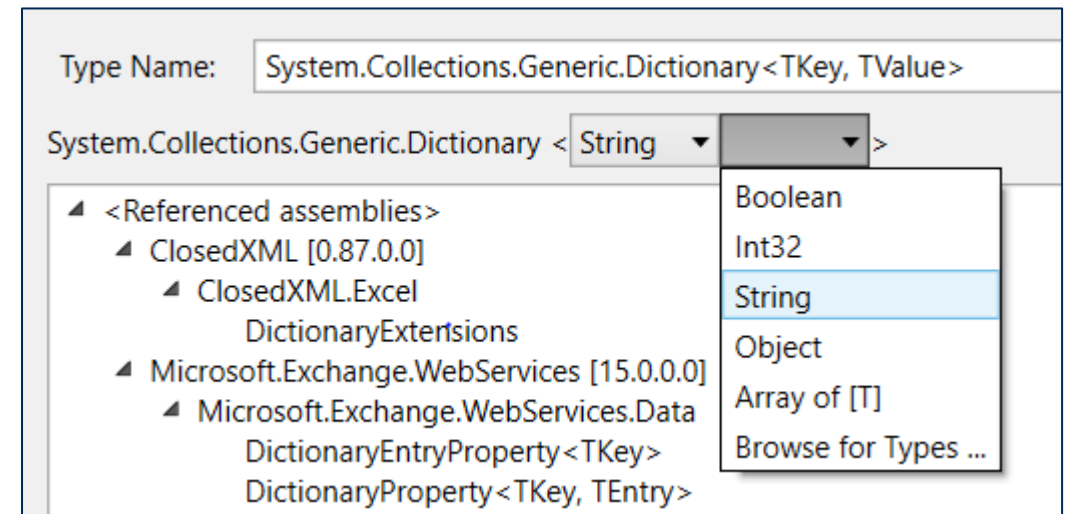 Type Name: System.Collections.Generic.Dictionary<TKey, TValue>
System.Collections.Generic.Dictionary < String >
<Referenced assemblies>
ClosedXML [0.87.0.0]
ClosedXML.Excel
DictionaryExtensions
Microsoft.Exchange.WebServices [15.0.0.0]
Microsoft.Exchange.WebServices.Data
DictionaryEntryProperty<TKey>
DictionaryProperty<TKey, TEntry>
Boolean
Int32
String
Object
Array of [T]
Browse for Types ...